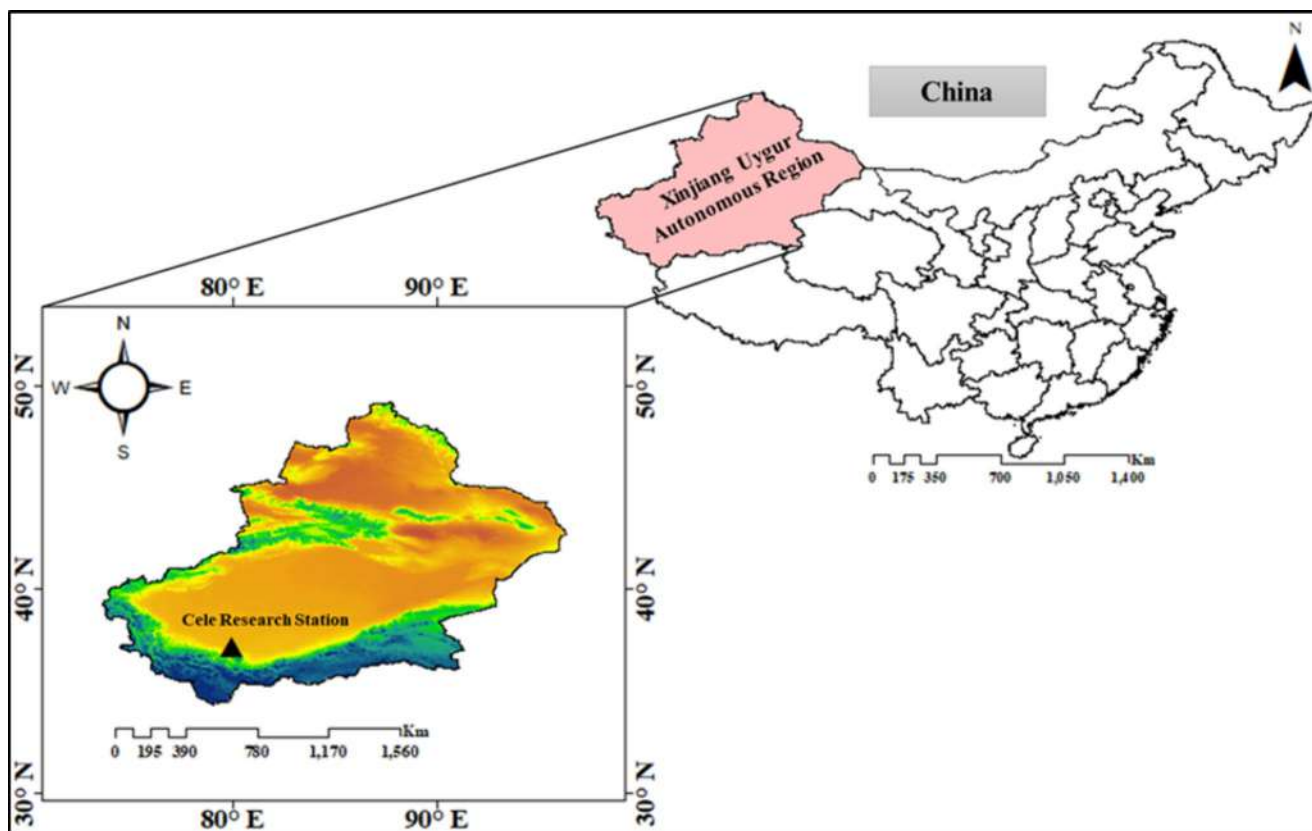 N
China
Xinjiang Uygur
Autonomous Region
80° E 90° E
N
W E
S
50° N 50° N
40° N 40° N
Cele Research Station
Km
0 175 350 700 1,050 1,400
Km
0 195 390 780 1,170 1,560
30° N 30° N
80° E 90° E